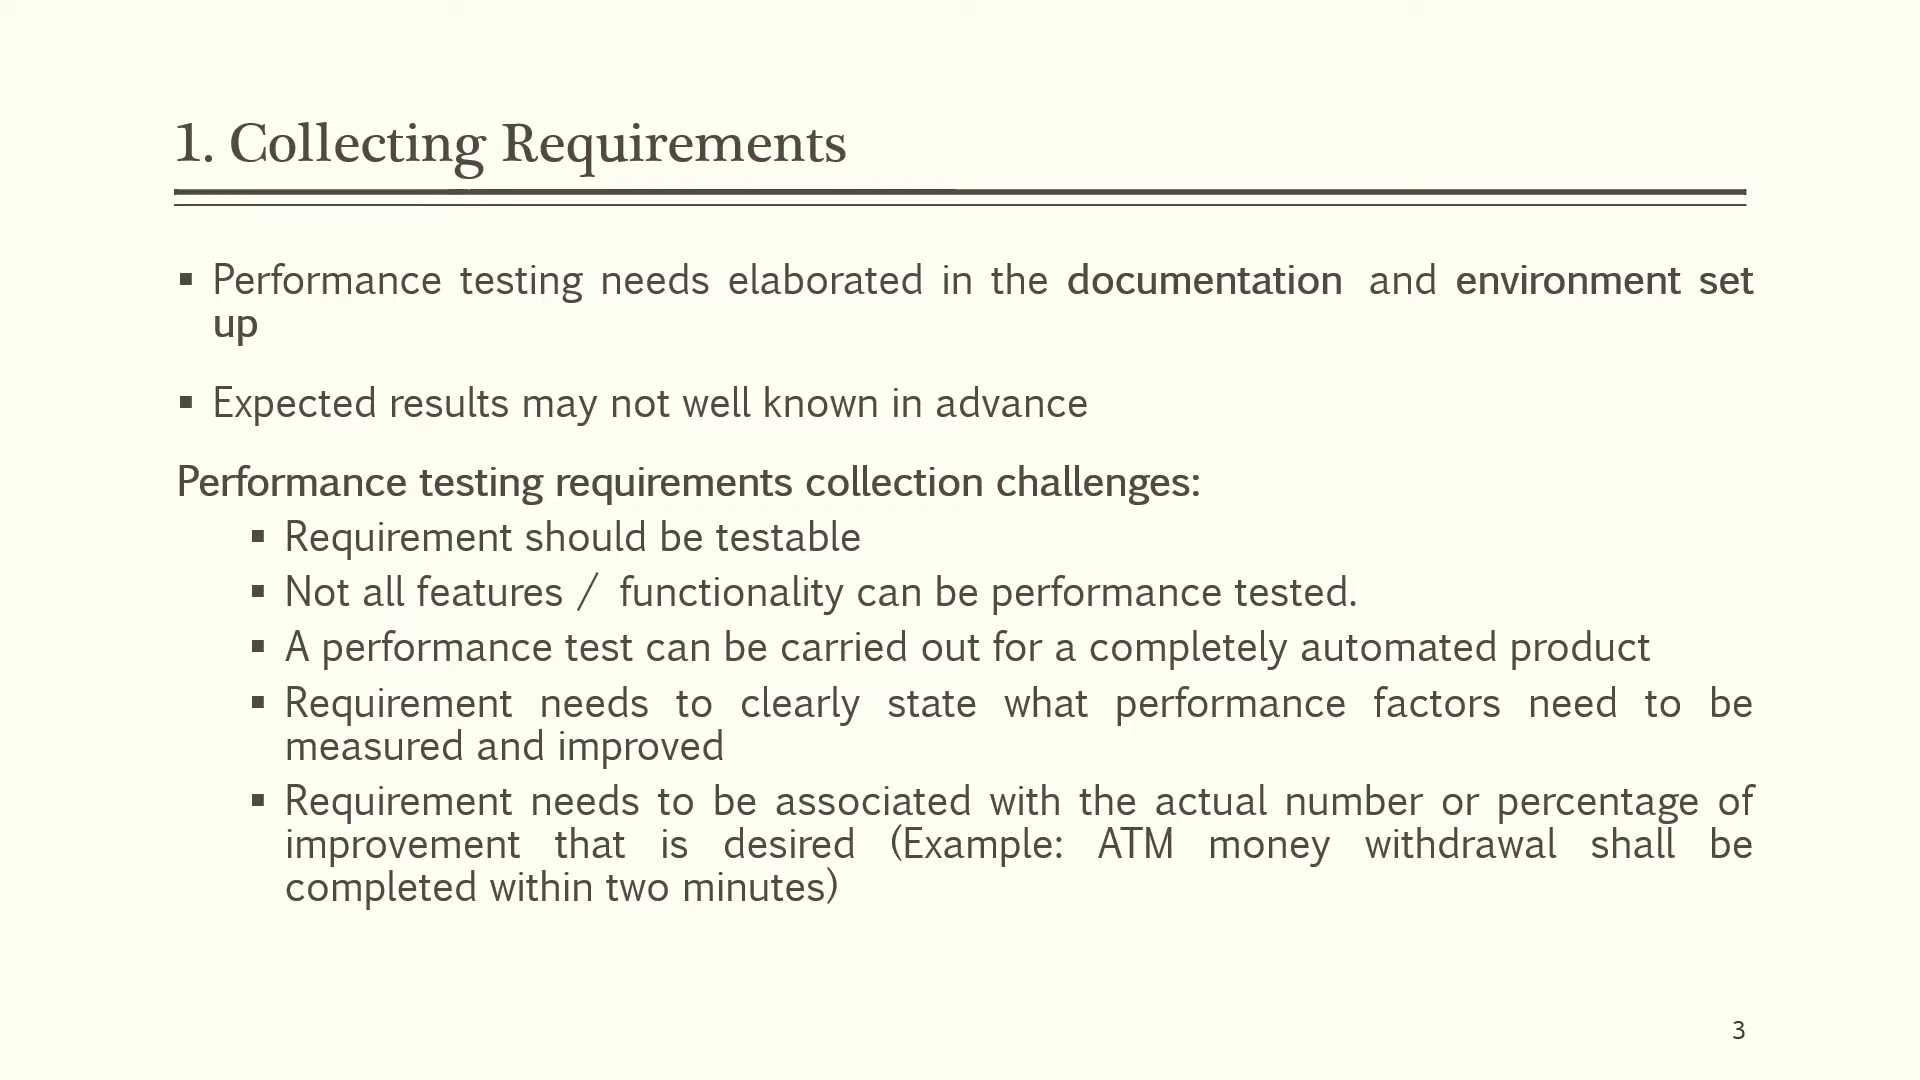 1. Collecting Requirements
▪ Performance testing needs elaborated in the documentation and environment set
up
▪ Expected results may not well known in advance
Performance testing requirements collection challenges:
▪ Requirement should be testable
▪ Not all features / functionality can be performance tested.
▪ A performance test can be carried out for a completely automated product
▪ Requirement needs to clearly state what performance factors need to be
measured and improved
▪ Requirement needs to be associated with the actual number or percentage of
improvement that is desired (Example: ATM money withdrawal shall be
completed within two minutes)
3